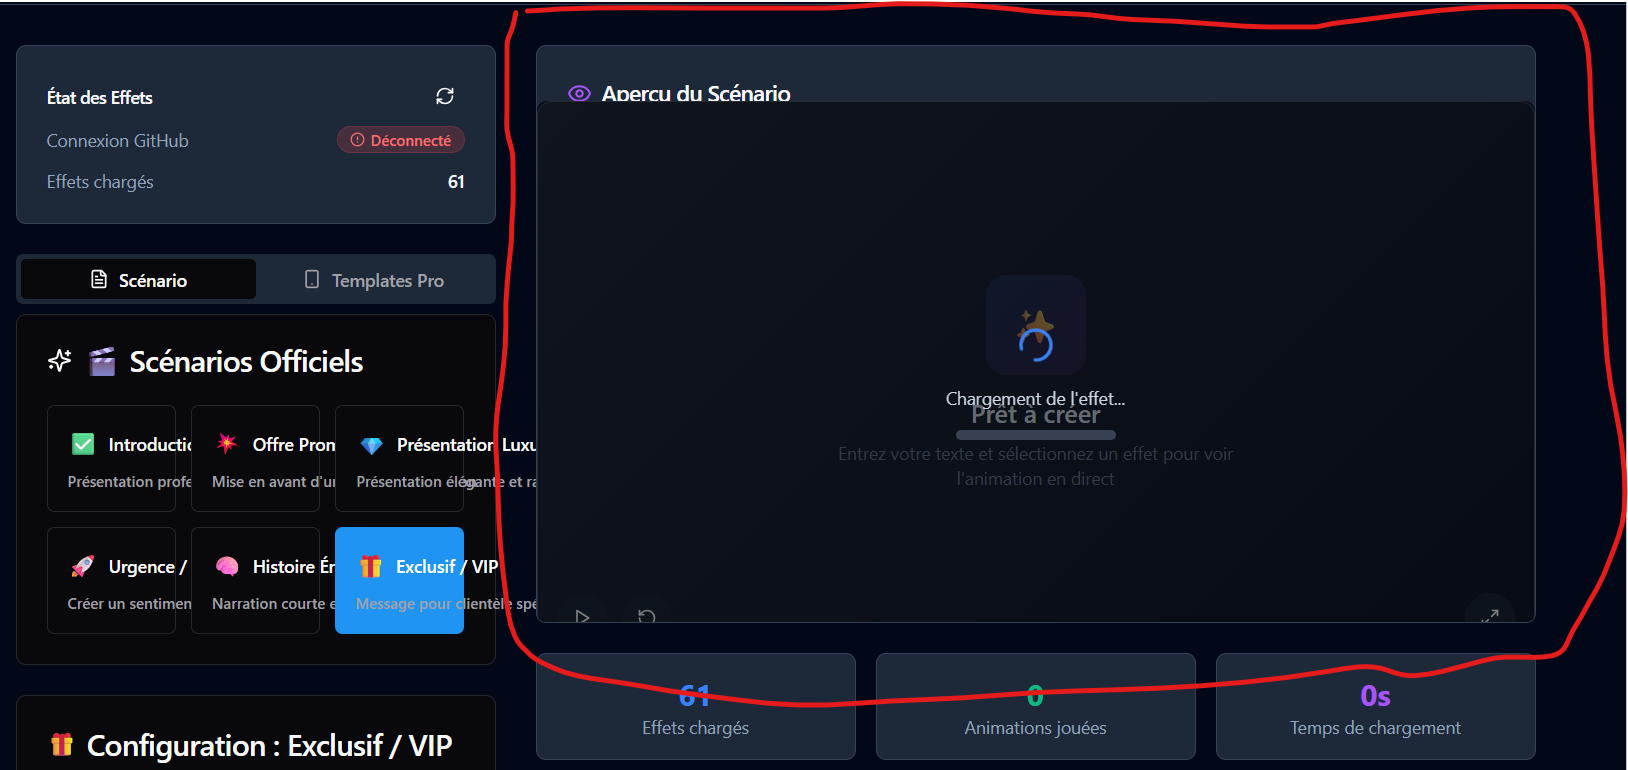 État des Effets
Connexion GitHub
Déconnecté
Effets chargés
61
Scénario
Templates Pro
Scénarios Officiels
Introductio
Présentation profe
Offre Pron
Mise en avant d'u
Présentation Luxu
Présentation élégante et ra
Urgence /
Créer un sentimen
Histoire Ér
Narration courte e
Exclusif / VIP
Message pour clientèle spé
Configuration : Exclusif / VIP
Aperçu du Scénario
Chargement de l'effet...
Prêt à créer
Entrez votre texte et sélectionnez un effet pour voir
l'animation en direct
61
Effets chargés
0
Animations jouées
0s
Temps de chargement